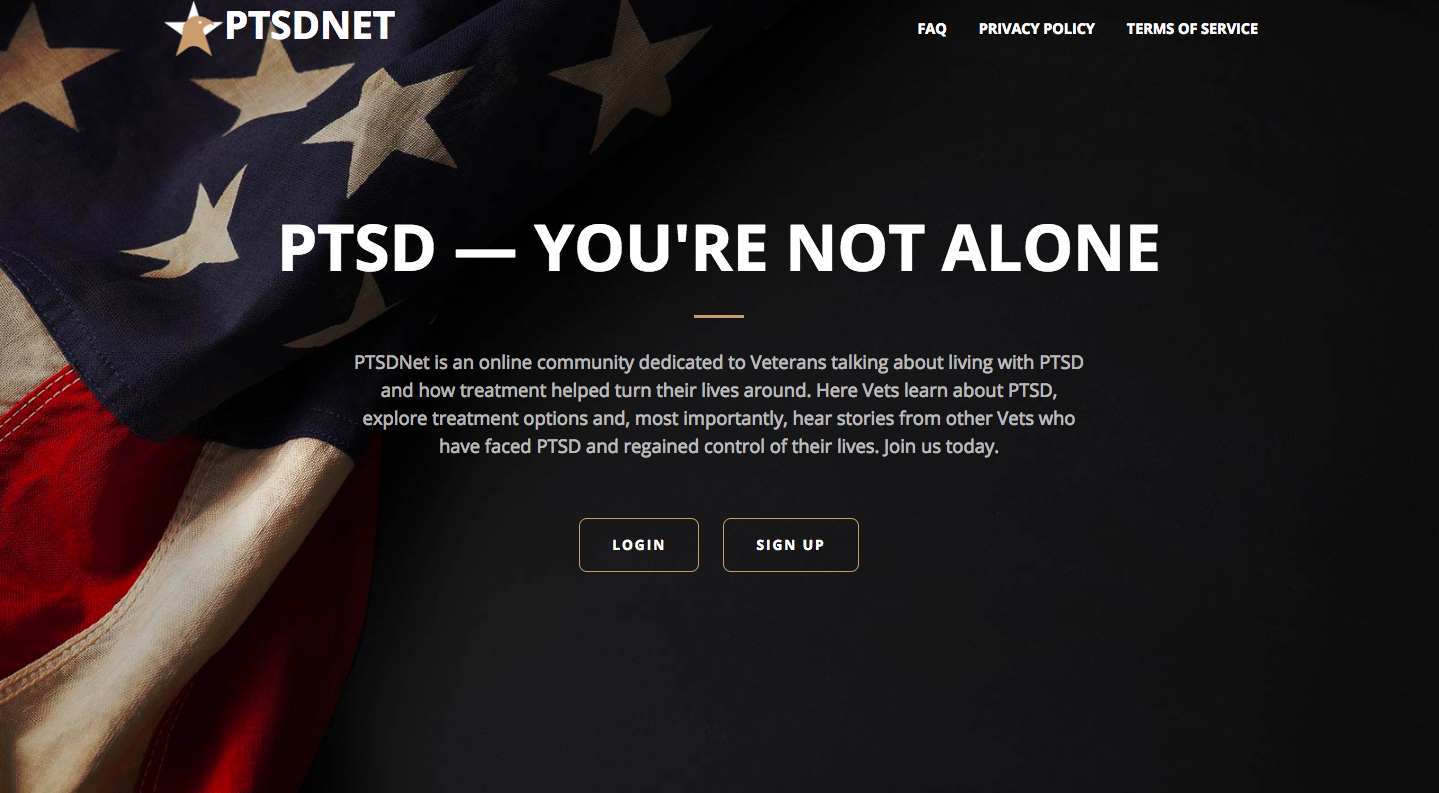 PTSDNET
FAQ PRIVACY POLICY TERMS OF SERVICE
PTSD — YOU'RE NOT ALONE
PTSDNet is an online community dedicated to Veterans talking about living with PTSD
and how treatment helped turn their lives around. Here Vets learn about PTSD,
explore treatment options and, most importantly, hear stories from other Vets who
have faced PTSD and regained control of their lives. Join us today.
LOGIN SIGN UP